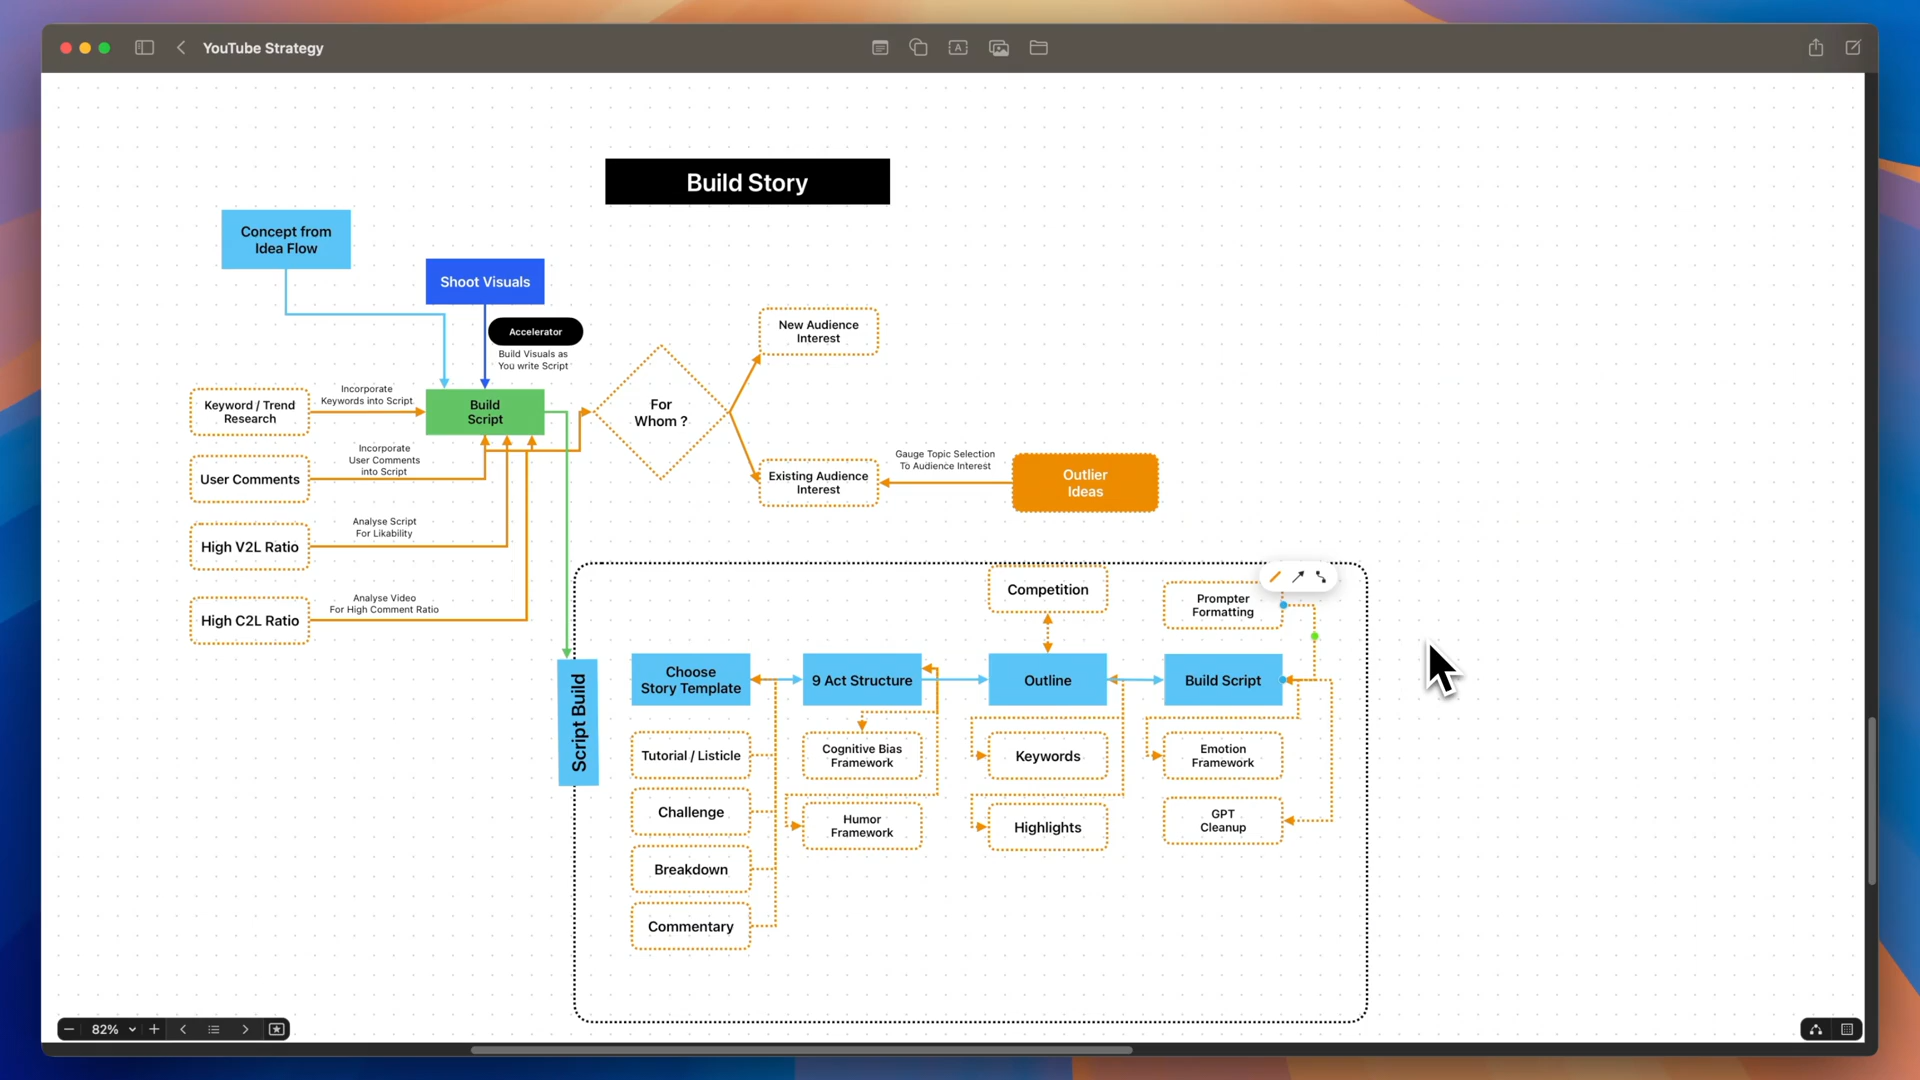 YouTube Strategy
Build Story
Concept from
Idea Flow
Shoot Visuals
Accelerator
Build Visuals as
You write Script
New Audience
Interest
Keyword / Trend
Research
Incorporate
Keywords into Script
Build
Script
For
Whom ?
User Comments
Incorporate
User Comments
into Script
Existing Audience
Interest
Gauge Topic Selection
To Audience Interest
Outlier
Ideas
High V2L Ratio
Analyse Script
For Likability
High C2L Ratio
Analyse Video
For High Comment Ratio
Competition
Prompter
Formatting
Script Build
Choose
Story Template
9 Act Structure
Outline
Build Script
Tutorial / Listicle
Cognitive Bias
Framework
Keywords
Emotion
Framework
Challenge
Humor
Framework
Highlights
GPT
Cleanup
Breakdown
Commentary
82%